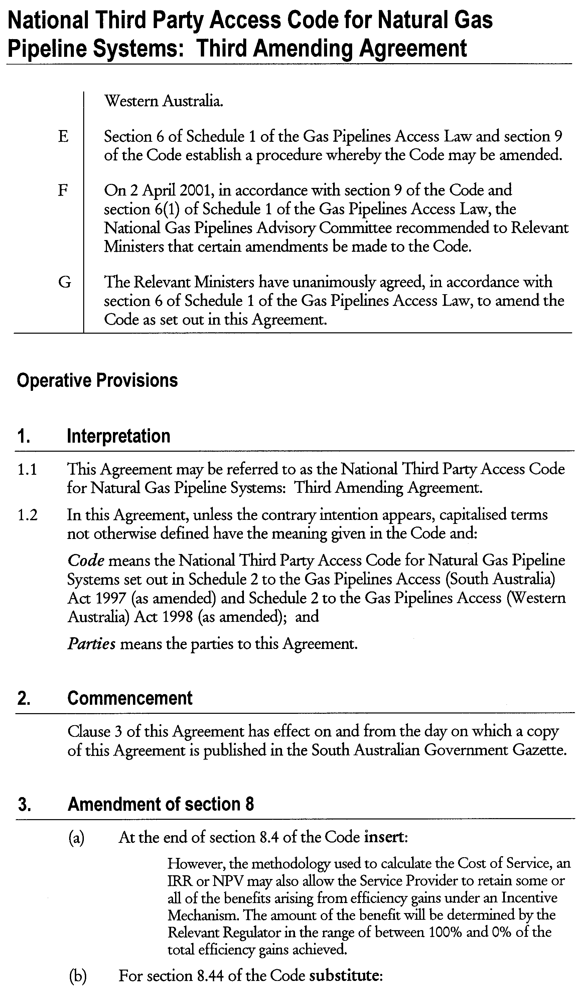 National Third Party Access Code for Natural Gas
Pipeline Systems: Third Amending Agreement
Western Australia.
E Section 6 of Schedule 1 of the Gas Pipelines Access Law and section 9
of the Code establish a procedure whereby the Code may be amended.
F On 2 April 2001, in accordance with section 9 of the Code and
section 6(1) of Schedule 1 of the Gas Pipelines Access Law, the
National Gas Pipelines Advisory Committee recommended to Relevant
Ministers that certain amendments be made to the Code.
G The Relevant Ministers have unanimously agreed, in accordance with
section 6 of Schedule 1 of the Gas Pipelines Access Law, to amend the
Code as set out in this Agreement.
Operative Provisions
1. Interpretation
1.1 This Agreement may be referred to as the National Third Party Access Code
for Natural Gas Pipeline Systems: Third Amending Agreement.
1.2 In this Agreement, unless the contrary intention appears, capitalised terms
not otherwise defined have the meaning given in the Code and:
Code means the National Third Party Access Code for Natural Gas Pipeline
Systems set out in Schedule 2 to the Gas Pipelines Access (South Australia)
Act 1997 (as amended) and Schedule 2 to the Gas Pipelines Access (Western
Australia) Act 1998 (as amended); and
Parties means the parties to this Agreement.
2. Commencement
Clause 3 of this Agreement has effect on and from the day on which a copy
of this Agreement is published in the South Australian Government Gazette.
3. Amendment of section 8
(a) At the end of section 8.4 of the Code insert:
However, the methodology used to calculate the Cost of Service, an
IRR or NPV may also allow the Service Provider to retain some or
all of the benefits arising from efficiency gains under an Incentive
Mechanism. The amount of the benefit will be determined by the
Relevant Regulator in the range of between 100% and 0% of the
total efficiency gains achieved.
(b) For section 8.44 of the Code substitute: